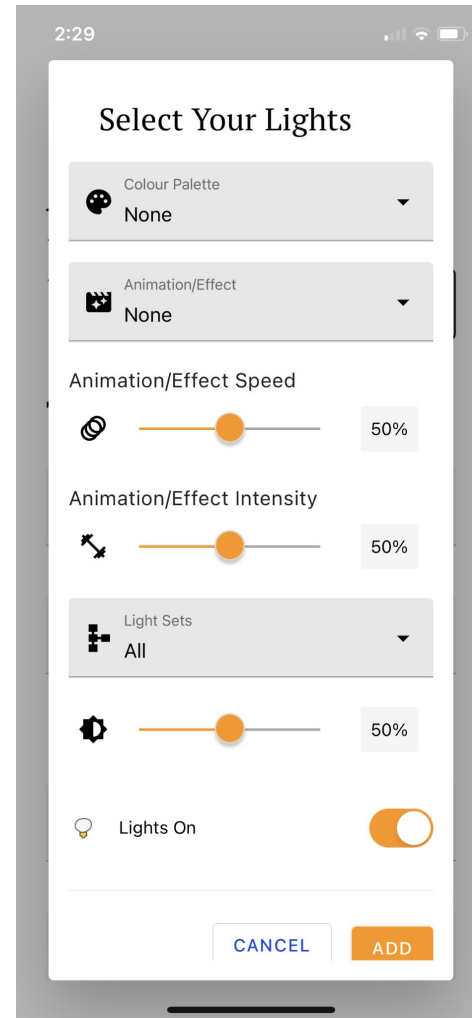 2:29
Select Your Lights
Colour Palette
None
Animation/Effect
None
Animation/Effect Speed
50%
Animation/Effect Intensity
50%
Light Sets
All
50%
Lights On
CANCEL
ADD